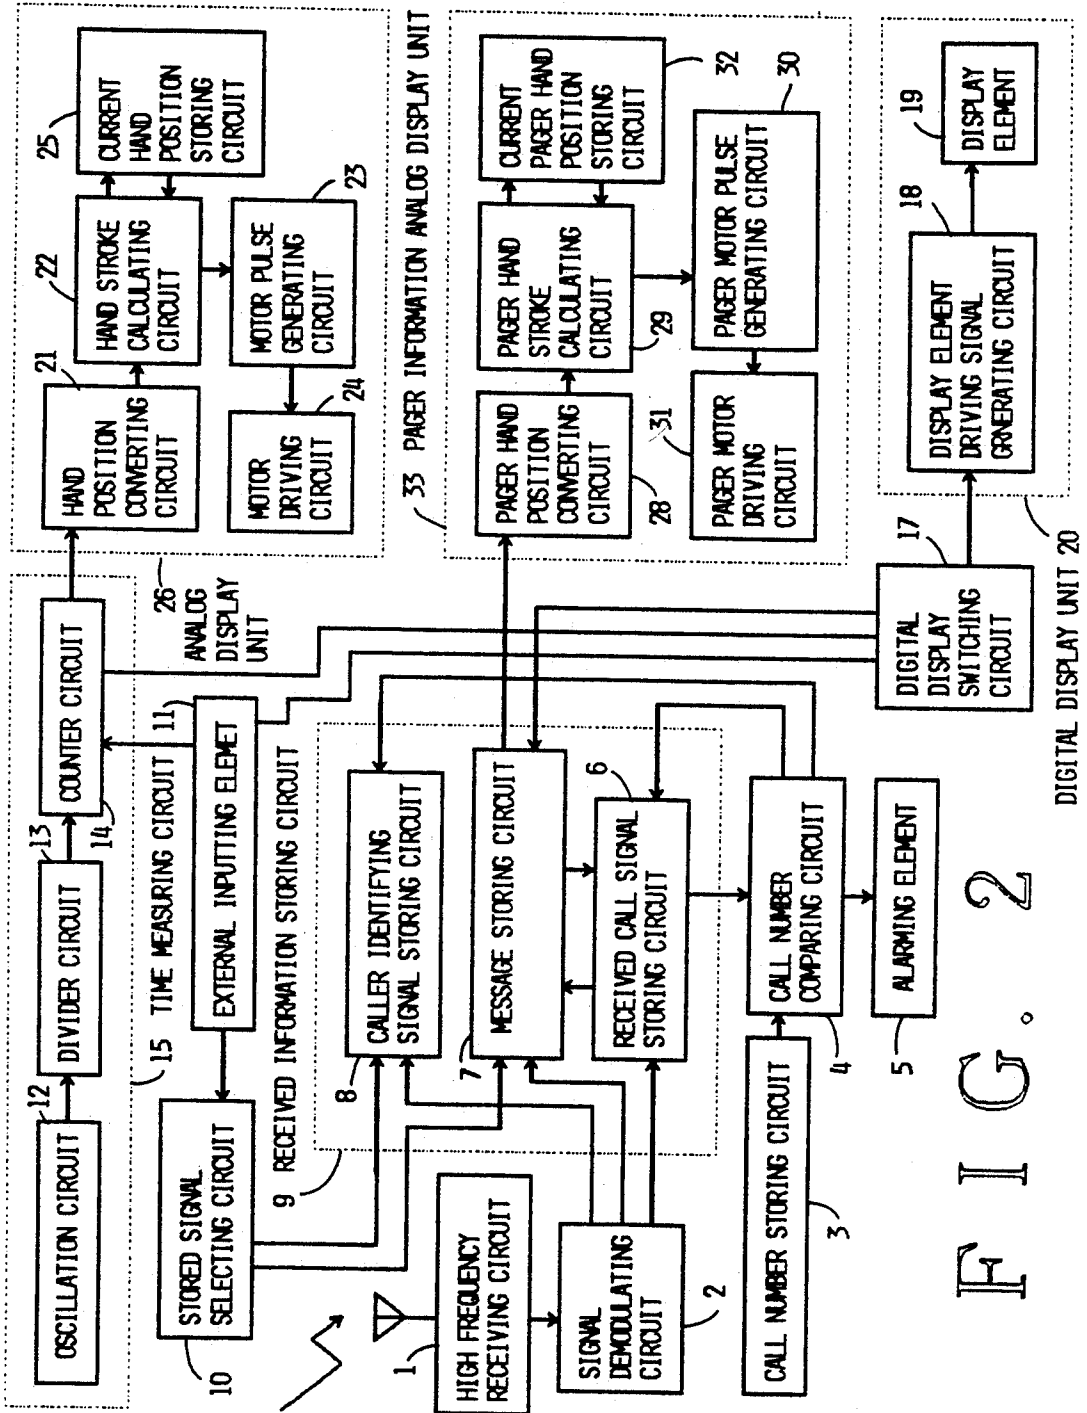 OSCILLATION CIRCUIT
12
DIVIDER CIRCUIT
13
COUNTER CIRCUIT
14
15 TIME MEASURING CIRCUIT
STORED SIGNAL
SELECTING CIRCUIT
10
EXTERNAL INPUTTING ELEMET
11
HAND
POSITION
CONVERTING
CIRCUIT
21
HAND STROKE
CALCULATING
CIRCUIT
22
CURRENT
HAND
POSITION
STORING
CIRCUIT
25
MOTOR PULSE
GENERATING
CIRCUIT
23
MOTOR
DRIVING
CIRCUIT
24
26
ANALOG
DISPLAY
UNIT
9 RECEIVED INFORMATION STORING CIRCUIT
CALLER IDENTIFYING
SIGNAL STORING CIRCUIT
8
MESSAGE STORING CIRCUIT
7
RECEIVED CALL SIGNAL
STORING CIRCUIT
6
HIGH FREQUENCY
RECEIVING CIRCUIT
1
SIGNAL
DEMODULATING
CIRCUIT
2
CALL NUMBER STORING CIRCUIT
3
CALL NUMBER
COMPARING CIRCUIT
4
ALARMING ELEMENT
5
33 PAGER INFORMATION ANALOG DISPLAY UNIT
PAGER HAND
POSITION
CONVERTING
CIRCUIT
28
PAGER HAND
STROKE
CALCULATING
CIRCUIT
29
CURRENT
PAGER HAND
POSITION
STORING
CIRCUIT
32
PAGER MOTOR PULSE
GENERATING CIRCUIT
30
PAGER MOTOR
DRIVING
CIRCUIT
31
DIGITAL
DISPLAY
SWITCHING
CIRCUIT
17
DISPLAY ELEMENT
DRIVING SIGNAL
GRNERATING CIRCUIT
18
DISPLAY
ELEMENT
19
DIGITAL DISPLAY UNIT 20
FIG. 2